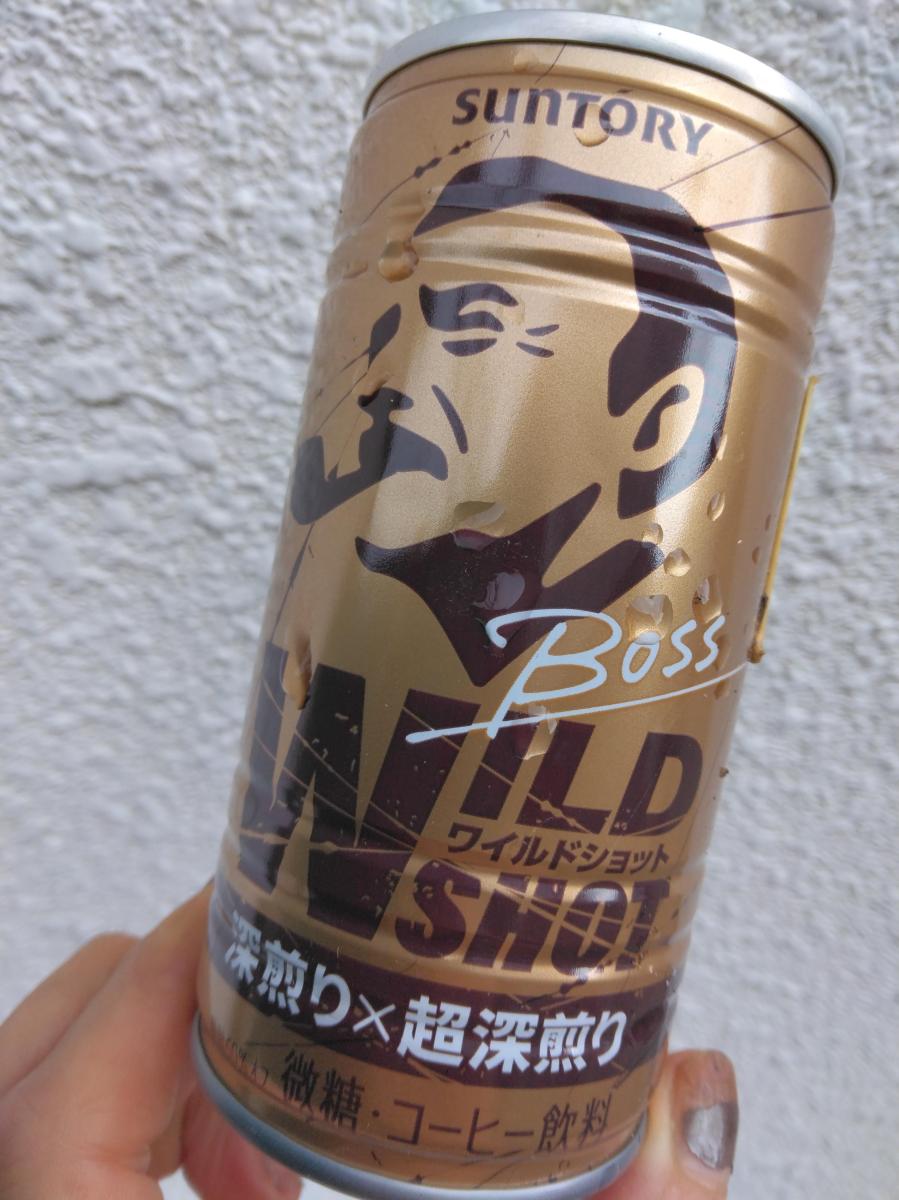 SUNTORY
Boss
WILD
ワイルドショット
SHOT
深煎り×超深煎り
微糖・コーヒー飲料